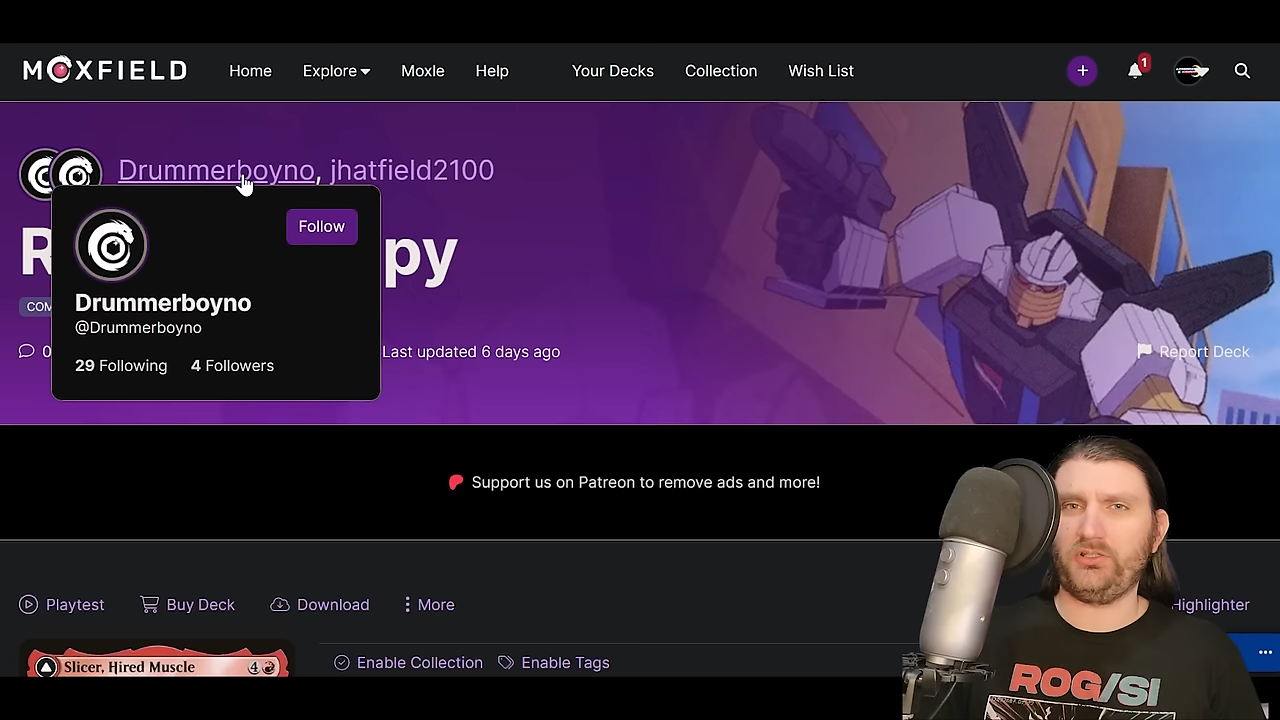 MOXFIELD Home Explore Moxle Help Your Decks Collection Wish List 1
Drummerboyno, jhatfield2100
Follow
R py
Drummerboyno
@Drummerboyno
COM
29 Following 4 Followers
0 Last updated 6 days ago Report Deck
Support us on Patreon to remove ads and more!
Playtest Buy Deck Download More Highlighter
Slicer, Hired Muscle 4
Enable Collection Enable Tags
ROG/SI